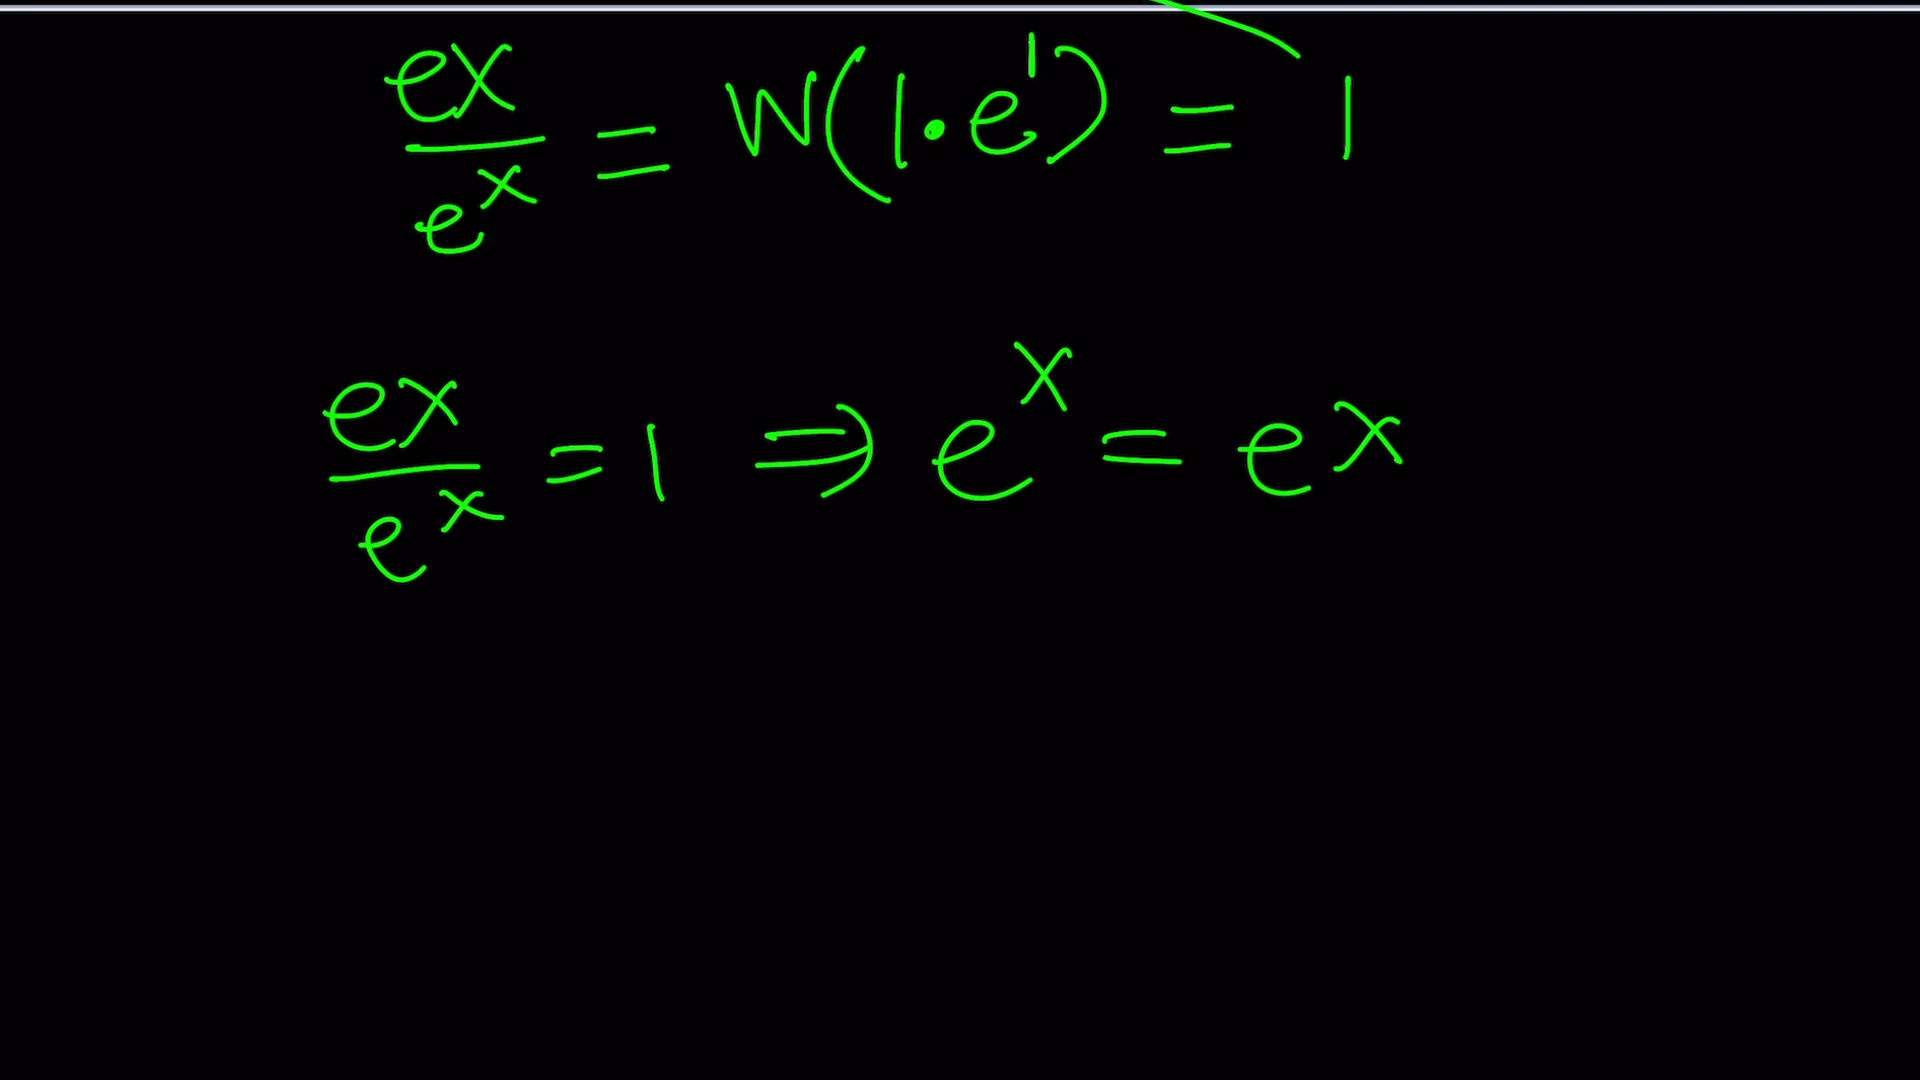 ex/e^x = W(1·e^1) = 1
ex/e^x = 1 ⇒ e^x = ex